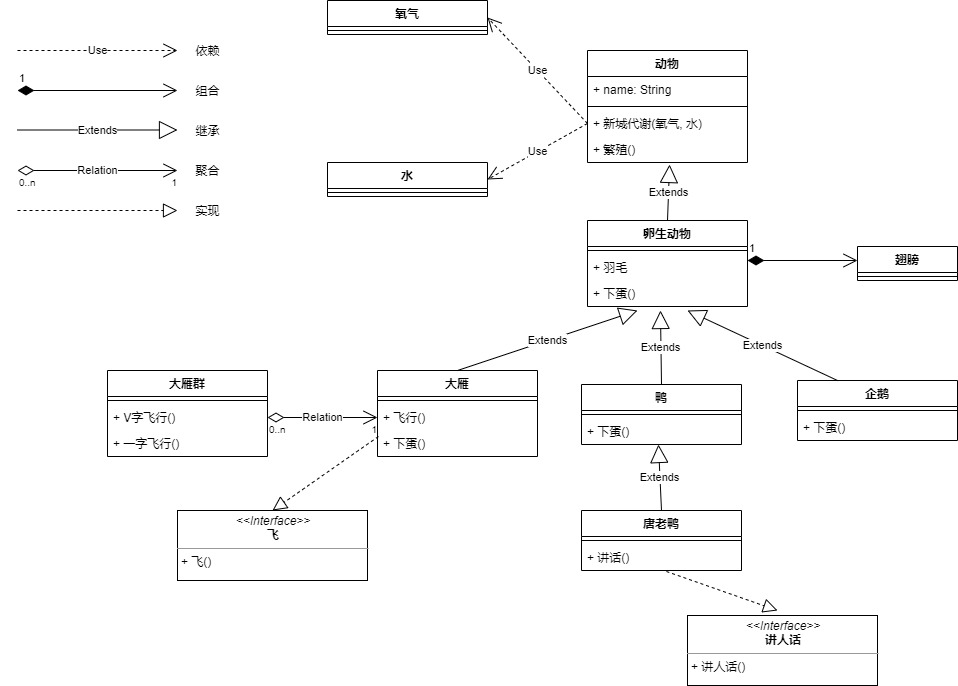 氧气
Use
依赖
1
组合
Extends
继承
Relation
0..n
1
聚合
实现
Use
Use
水
动物
+ name: String
+ 新城代谢(氧气, 水)
+ 繁殖()
Extends
卵生动物
+ 羽毛
+ 下蛋()
1
翅膀
Extends
Extends
Extends
大雁群
+ V字飞行()
+ 一字飞行()
Relation
0..n
1
大雁
+ 飞行()
+ 下蛋()
鸭
+ 下蛋()
企鹅
+ 下蛋()
Extends
<<Interface>>
飞
+ 飞()
唐老鸭
+ 讲话()
<<Interface>>
讲人话
+ 讲人话()